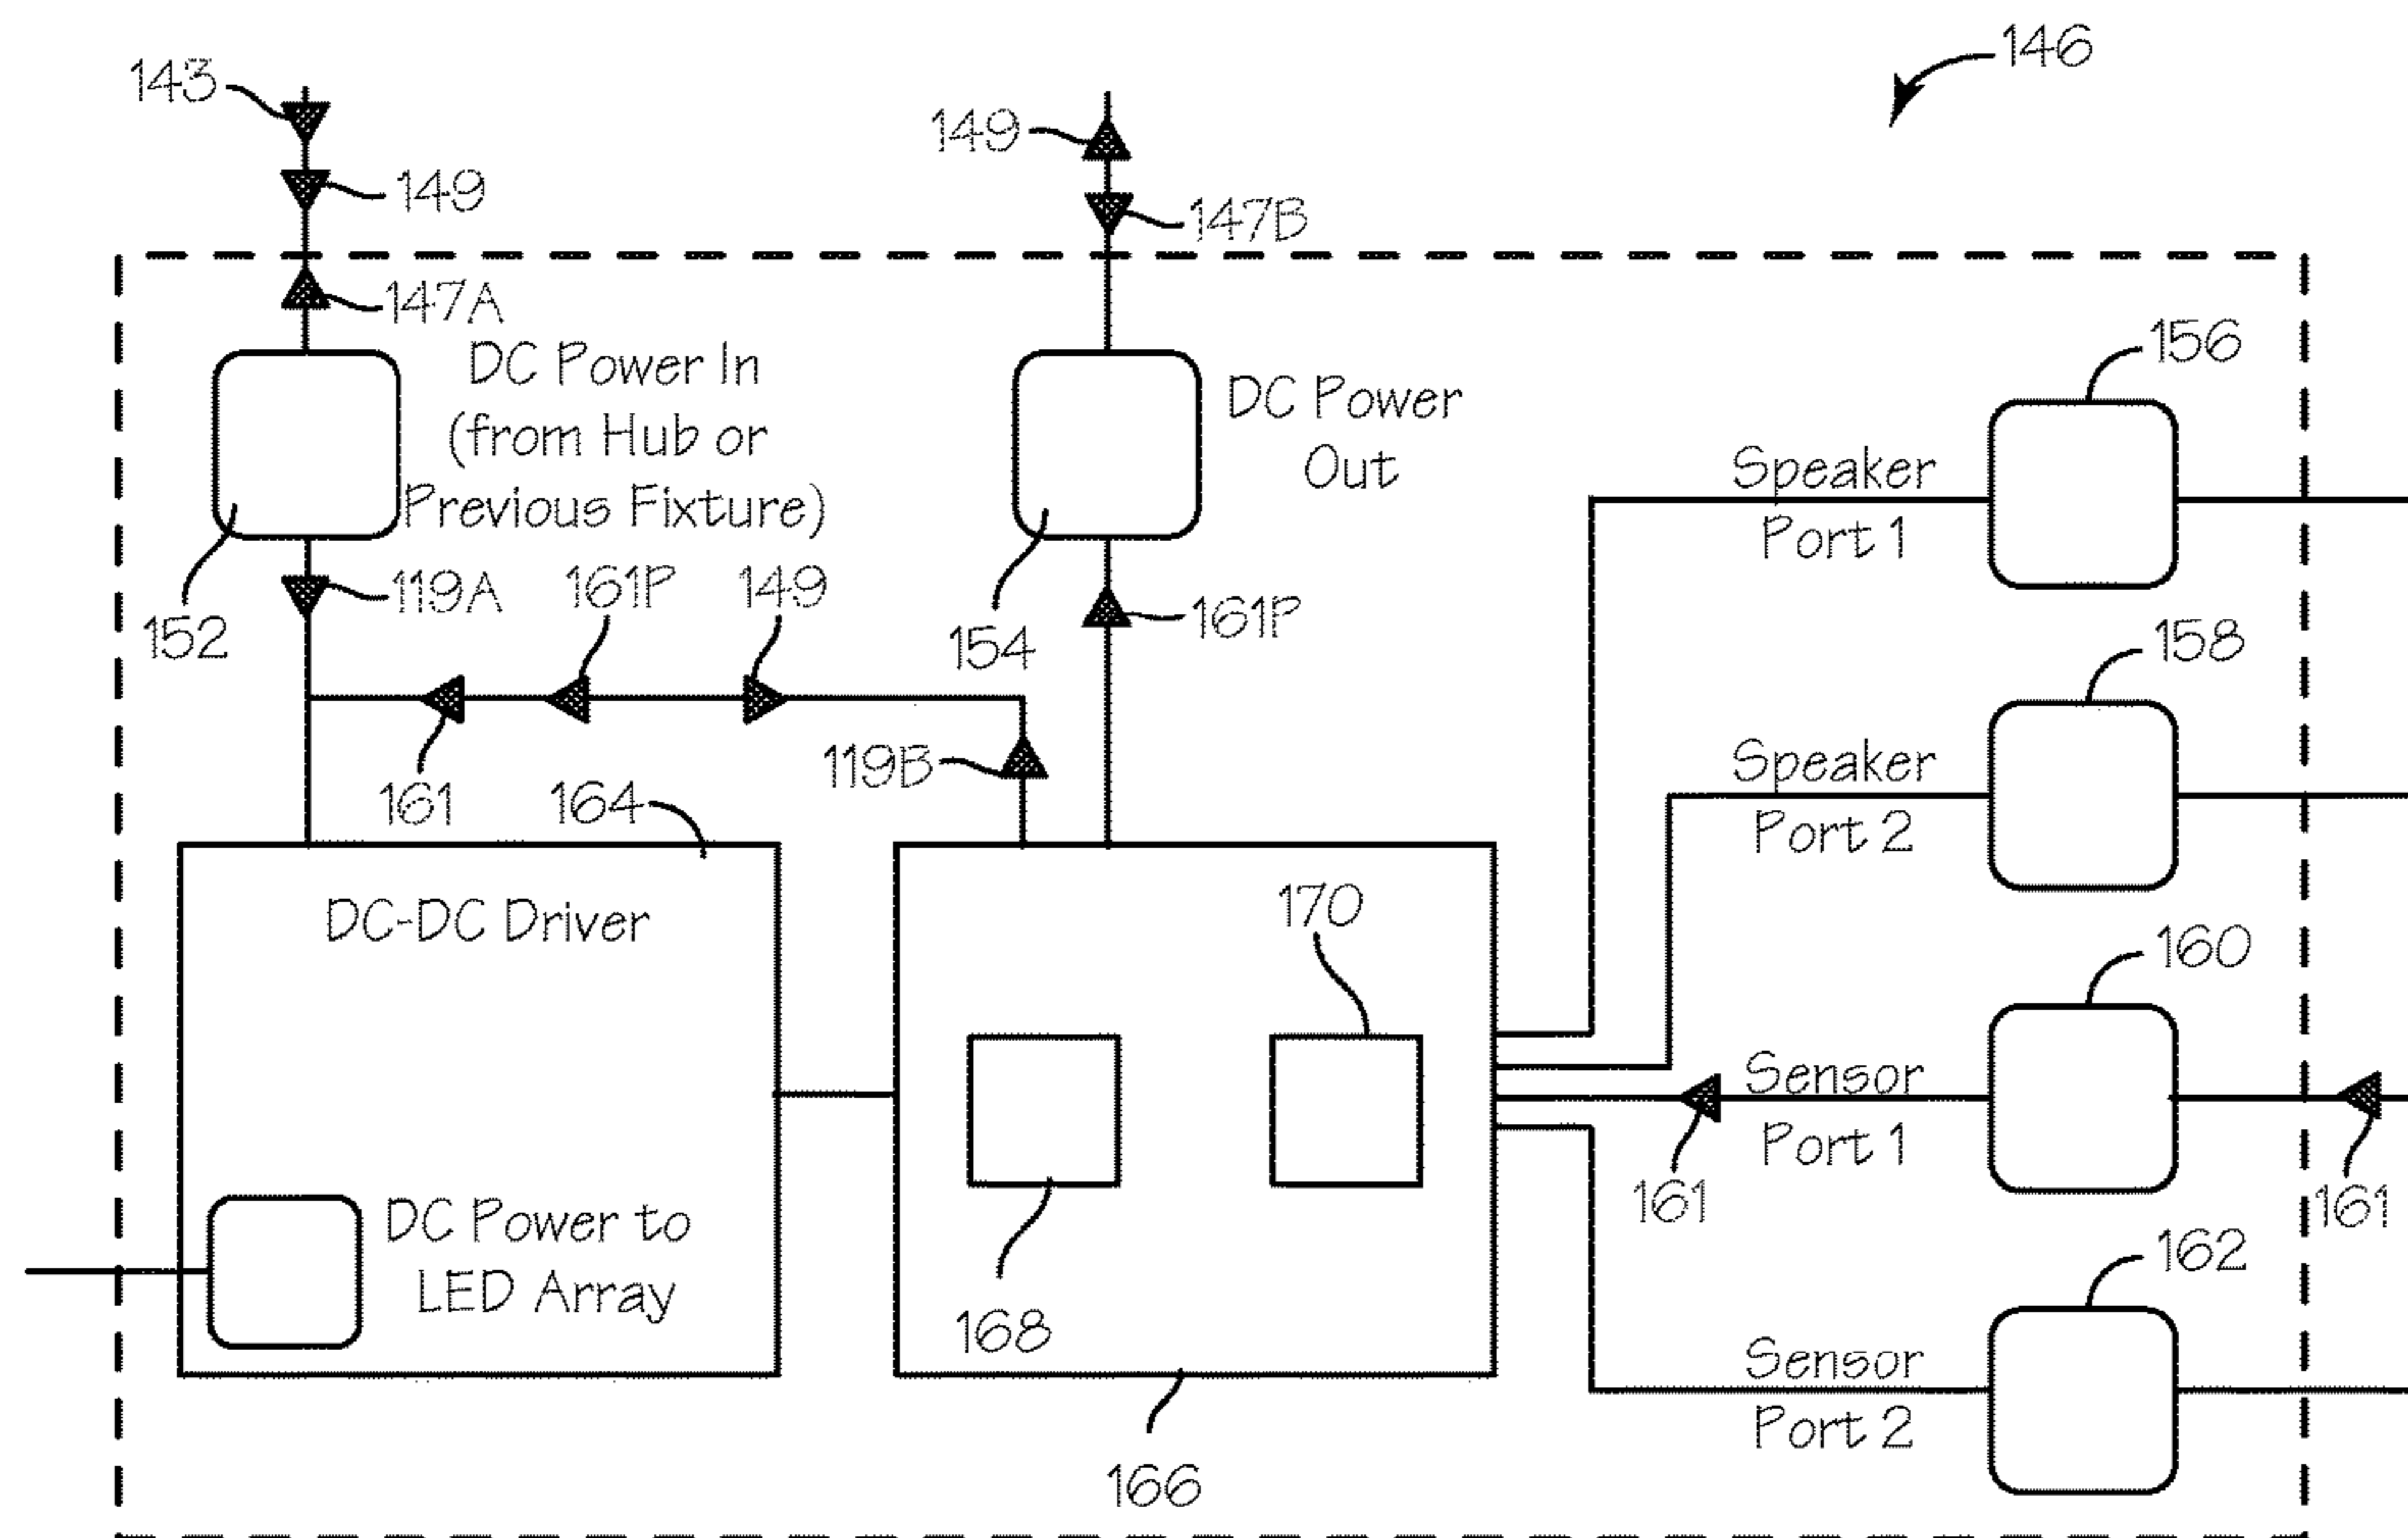 146
143
149
149
147B
147A
156
DC Power In
(from Hub or
Previous Fixture)
DC Power
Out
Speaker
Port 1
119A
161P
149
161P
152
154
158
119B
161
164
Speaker
Port 2
170
DC-DC Driver
160
Sensor
Port 1
161
161
DC Power to
LED Array
168
162
Sensor
Port 2
166